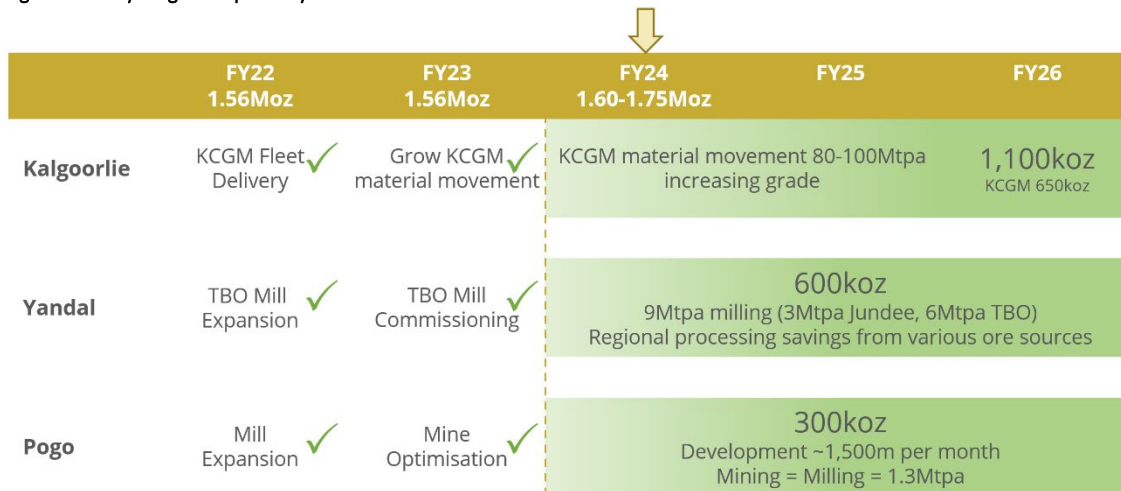 FY22 FY23 FY24 FY25 FY26
1.56Moz 1.56Moz 1.60-1.75Moz
Kalgoorlie
KCGM Fleet
Delivery
Grow KCGM
material movement
KCGM material movement 80-100Mtpa
increasing grade
1,100koz
KCGM 650koz
Yandal
TBO Mill
Expansion
TBO Mill
Commissioning
600koz
9Mtpa milling (3Mtpa Jundee, 6Mtpa TBO)
Regional processing savings from various ore sources
Pogo
Mill
Expansion
Mine
Optimisation
300koz
Development ~1,500m per month
Mining = Milling = 1.3Mtpa